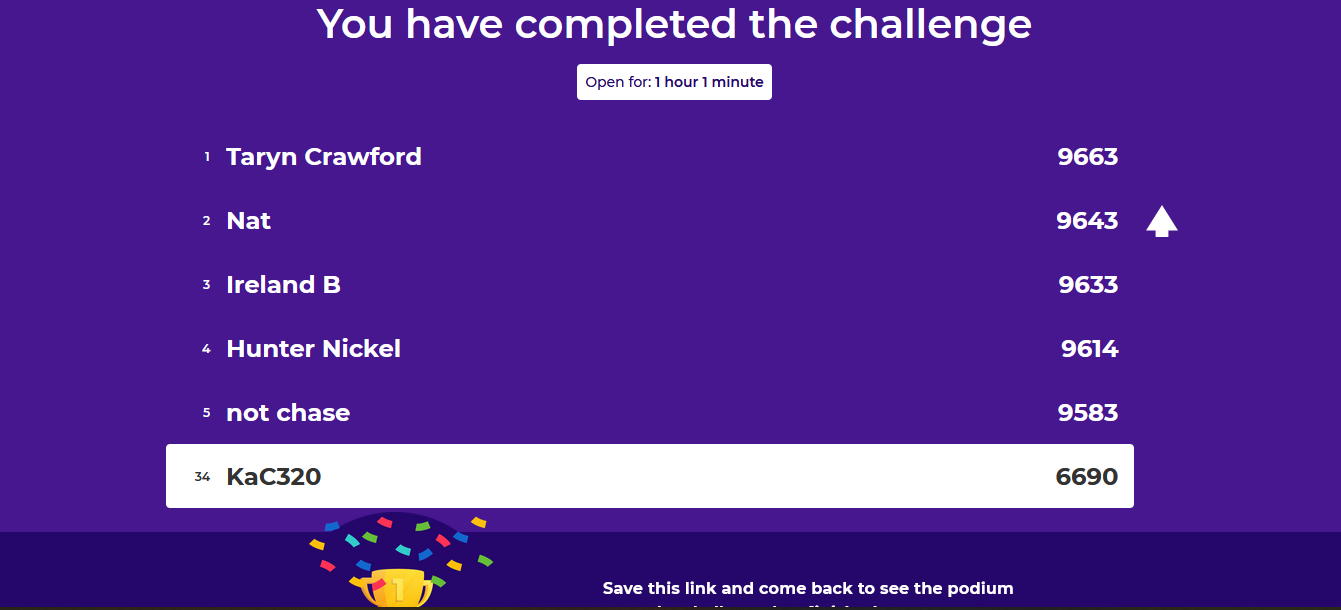 You have completed the challenge
Open for: 1 hour 1 minute
1 Taryn Crawford 9663
2 Nat 9643
3 Ireland B 9633
4 Hunter Nickel 9614
5 not chase 9583
34 KaC320 6690
1
Save this link and come back to see the podium